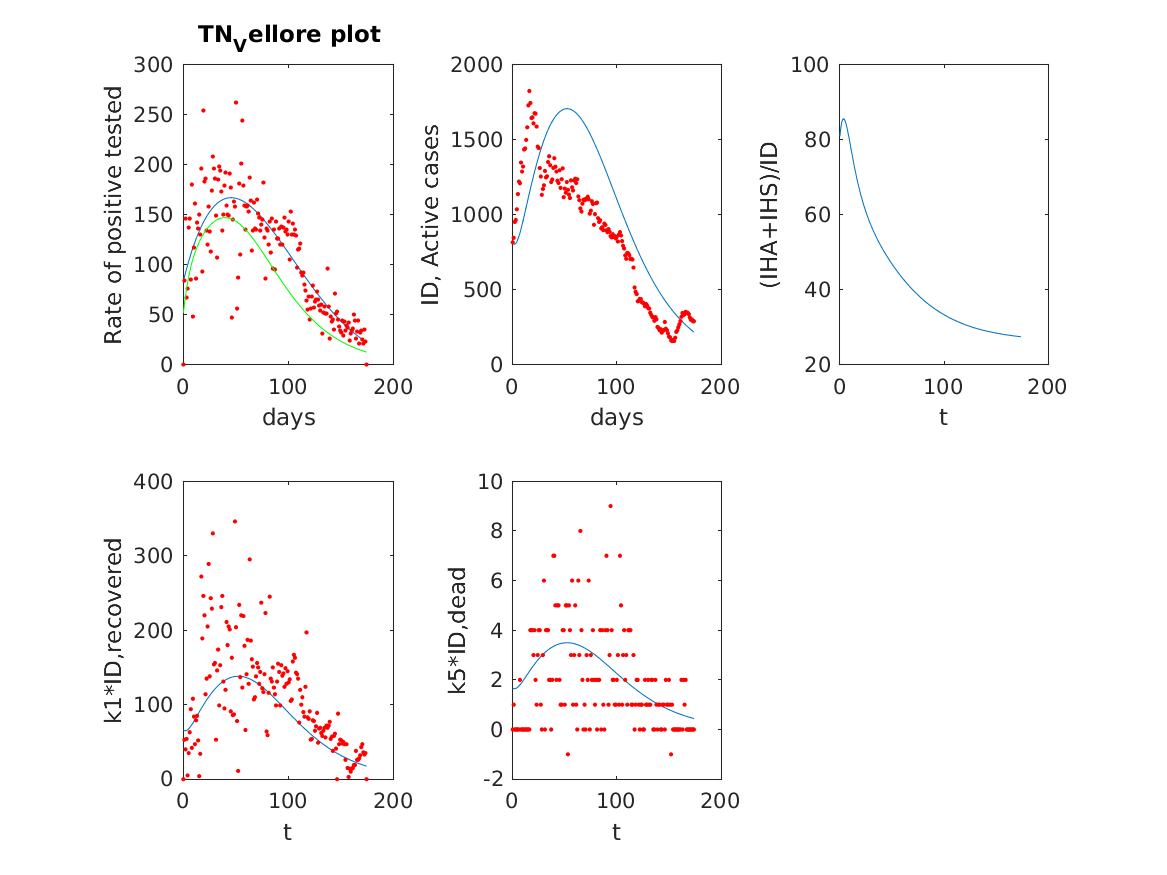 TN_Vellore plot
300
250
200
150
100
50
0
Rate of positive tested
0 100 200
days
2000
1500
1000
500
0
ID, Active cases
0 100 200
days
100
80
60
40
20
(IHA+IHS)/ID
0 100 200
t
400
300
200
100
0
k1*ID,recovered
0 100 200
t
10
8
6
4
2
0
-2
k5*ID,dead
0 100 200
t